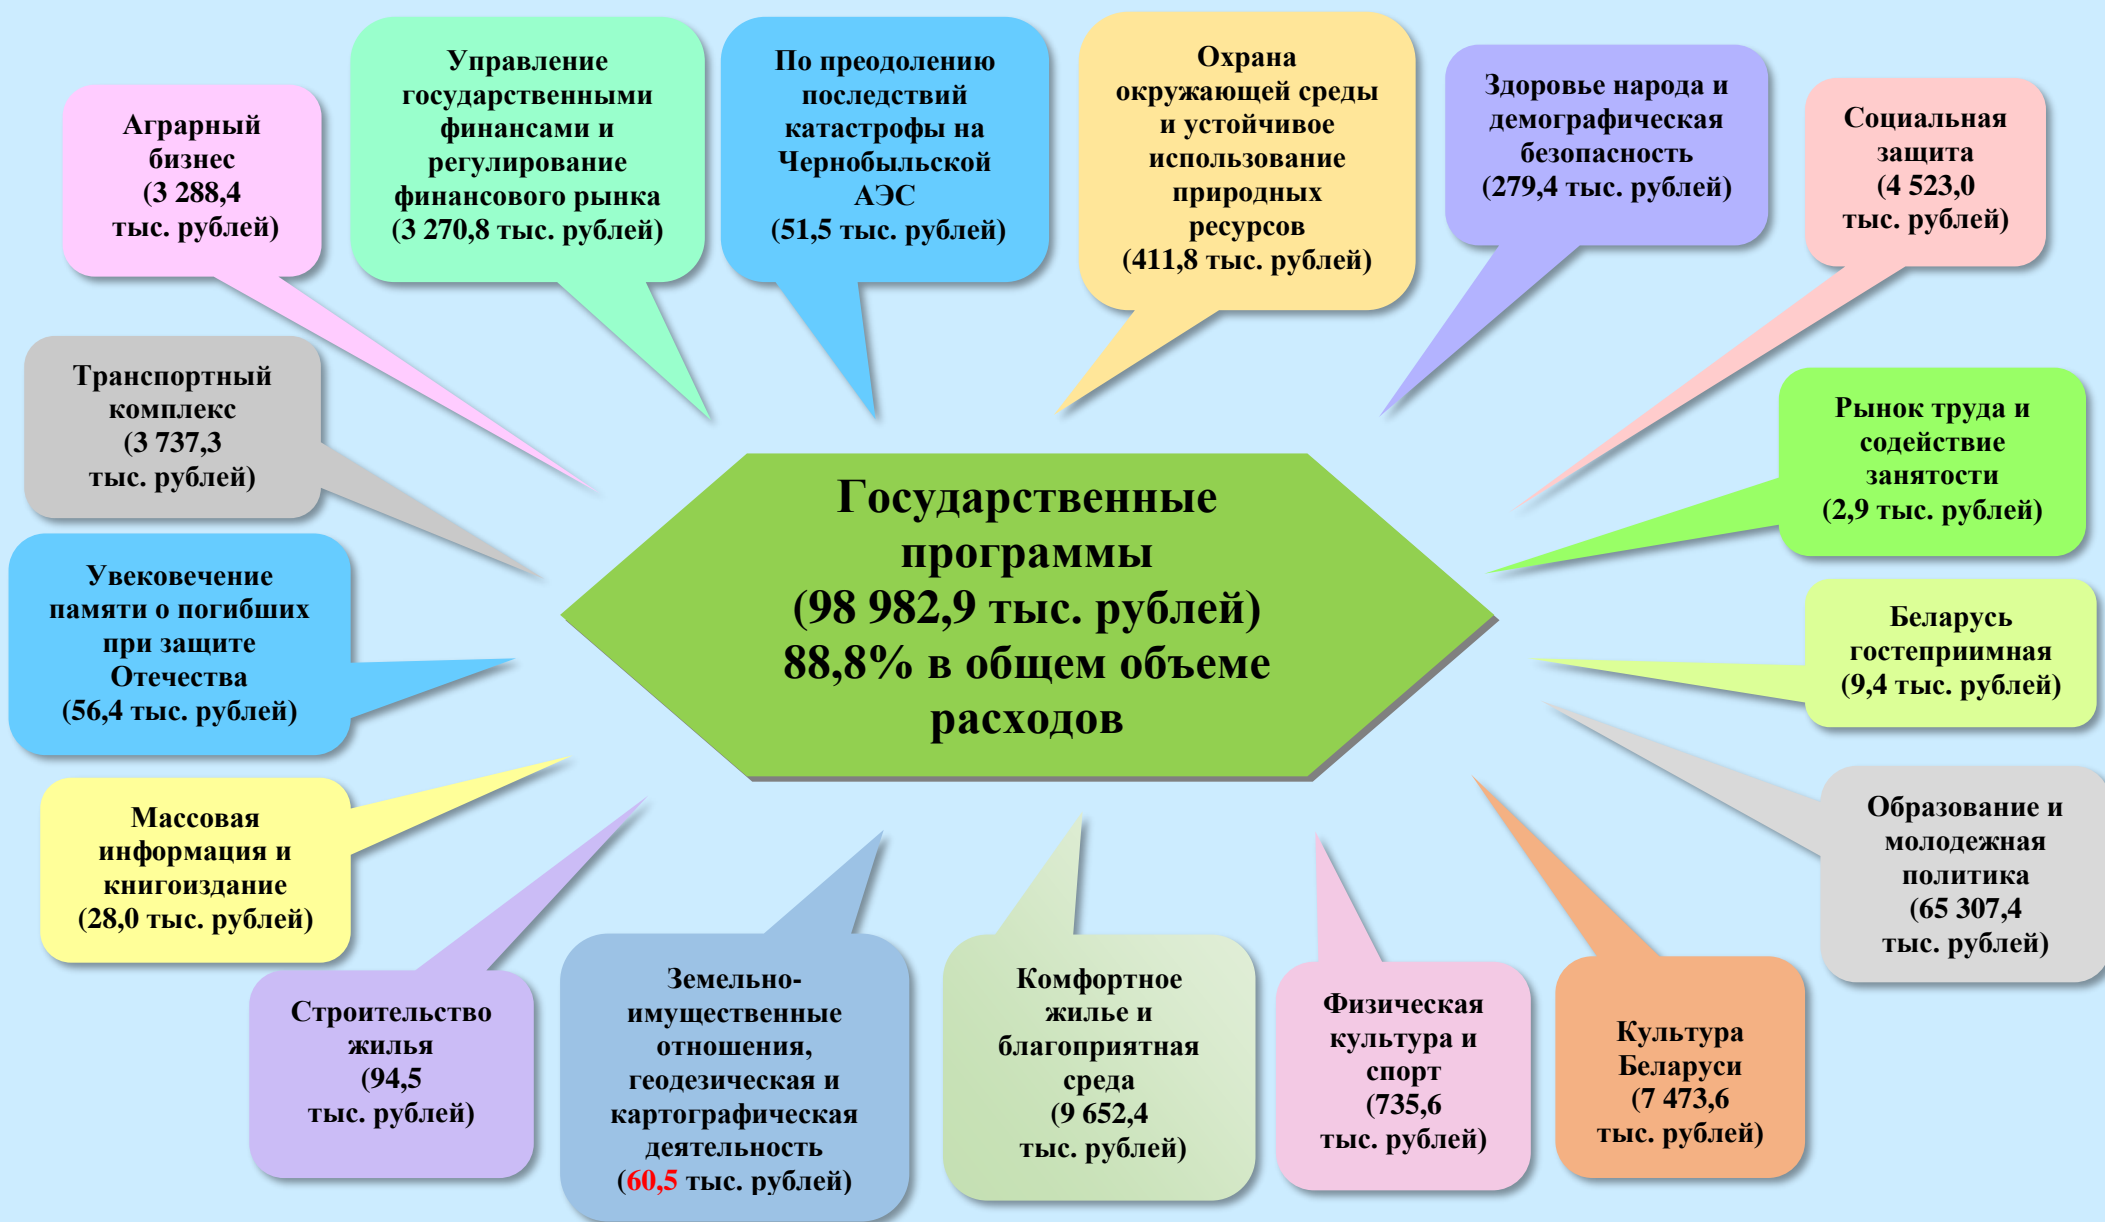 Аграрный
бизнес
(3 288,4
тыс. рублей)
Управление
государственными
финансами и
регулирование
финансового рынка
(3 270,8 тыс. рублей)
По преодолению
последствий
катастрофы на
Чернобыльской
АЭС
(51,5 тыс. рублей)
Охрана
окружающей среды
и устойчивое
использование
природных
ресурсов
(411,8 тыс. рублей)
Здоровье народа и
демографическая
безопасность
(279,4 тыс. рублей)
Социальная
защита
(4 523,0
тыс. рублей)
Транспортный
комплекс
(3 737,3
тыс. рублей)
Рынок труда и
содействие
занятости
(2,9 тыс. рублей)
Государственные
программы
(98 982,9 тыс. рублей)
88,8% в общем объеме
расходов
Увековечение
памяти о погибших
при защите
Отечества
(56,4 тыс. рублей)
Беларусь
гостеприимная
(9,4 тыс. рублей)
Массовая
информация и
книгоиздание
(28,0 тыс. рублей)
Образование и
молодежная
политика
(65 307,4
тыс. рублей)
Строительство
жилья
(94,5
тыс. рублей)
Земельно-
имущественные
отношения,
геодезическая и
картографическая
деятельность
(60,5 тыс. рублей)
Комфортное
жилье и
благоприятная
среда
(9 652,4
тыс. рублей)
Физическая
культура и
спорт
(735,6
тыс. рублей)
Культура
Беларуси
(7 473,6
тыс. рублей)